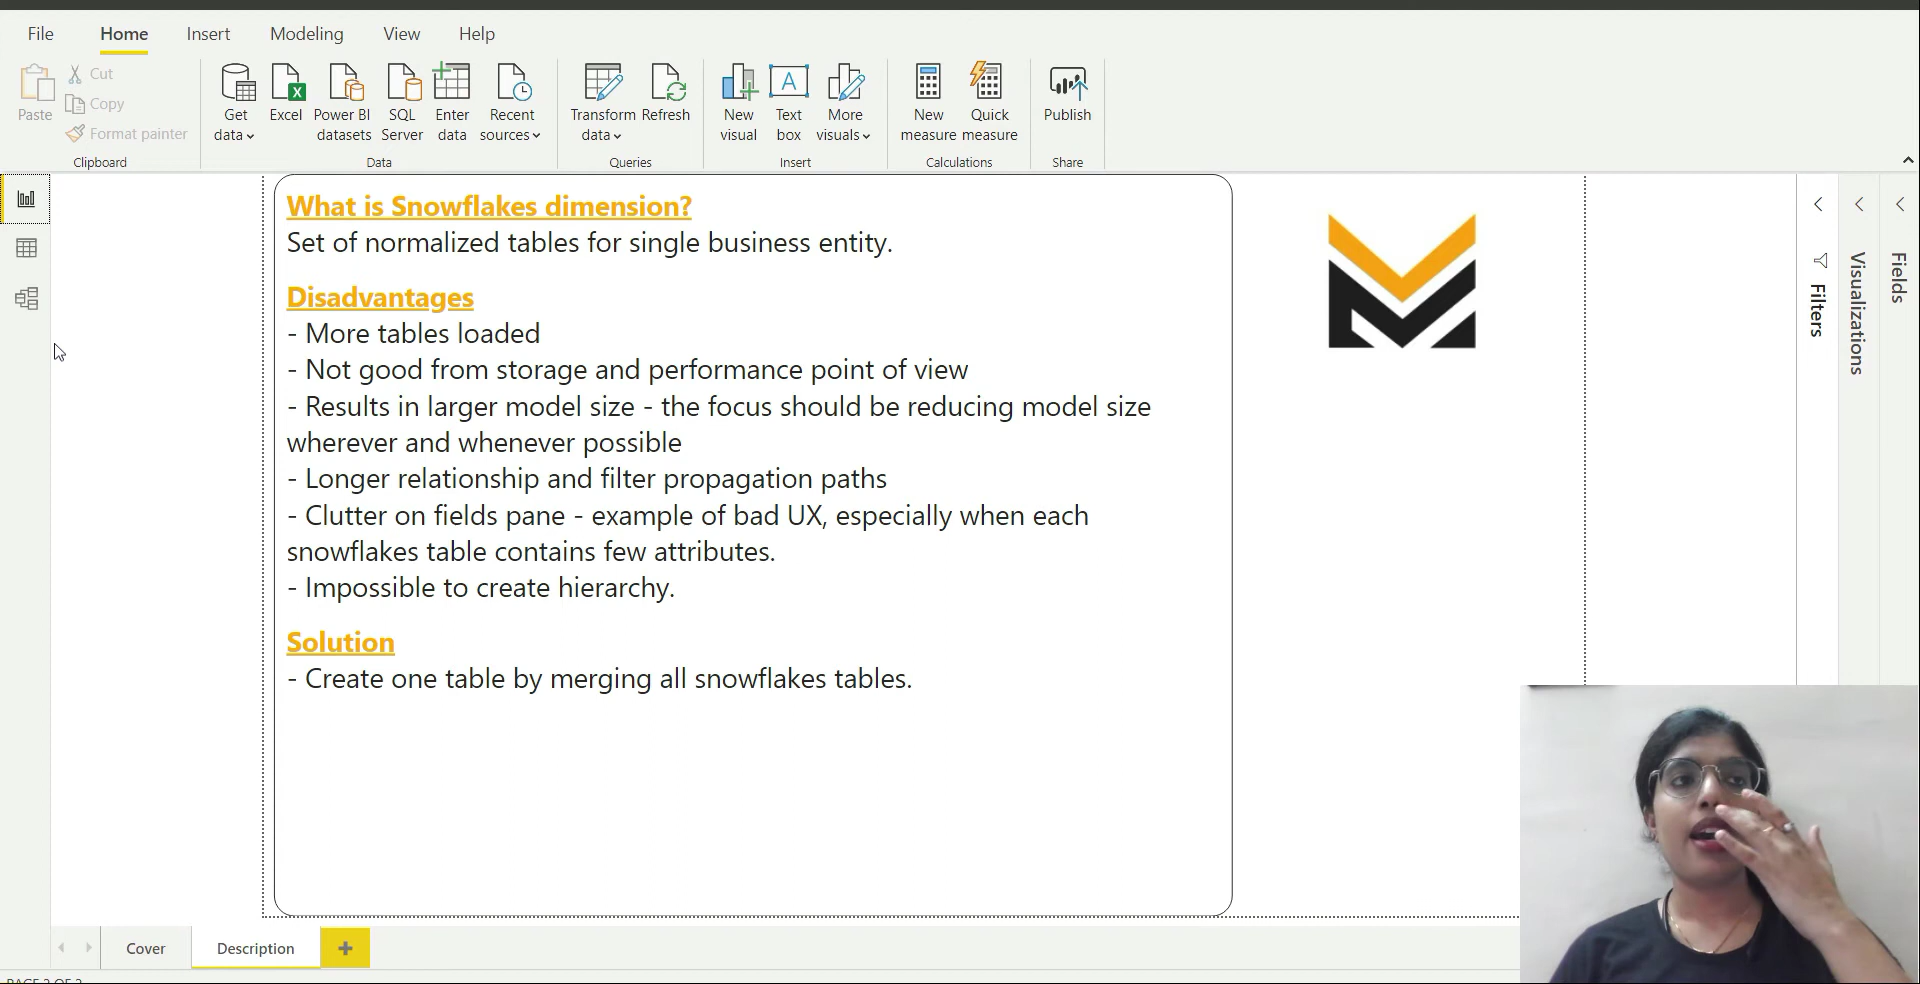 File Home Insert Modeling View Help
Paste
Cut
Copy
Format painter
Clipboard
Get data
Excel
Power BI datasets
SQL Server
Enter data
Recent sources
Data
Transform data
Refresh
Queries
New visual
Text box
More visuals
Insert
New measure
Quick measure
Calculations
Publish
Share
What is Snowflakes dimension?
Set of normalized tables for single business entity.
Disadvantages
- More tables loaded
- Not good from storage and performance point of view
- Results in larger model size - the focus should be reducing model size
wherever and whenever possible
- Longer relationship and filter propagation paths
- Clutter on fields pane - example of bad UX, especially when each
snowflakes table contains few attributes.
- Impossible to create hierarchy.
Solution
- Create one table by merging all snowflakes tables.
Filters
Visualizations
Fields
Cover
Description